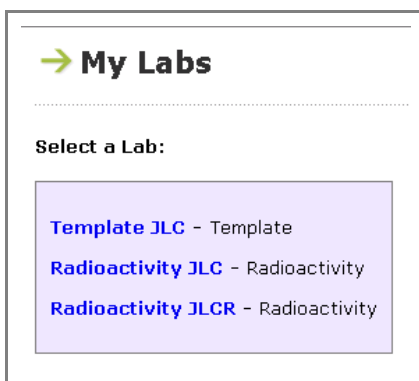 My Labs
Select a Lab:
Template JLC - Template
Radioactivity JLC - Radioactivity
Radioactivity JLCR - Radioactivity